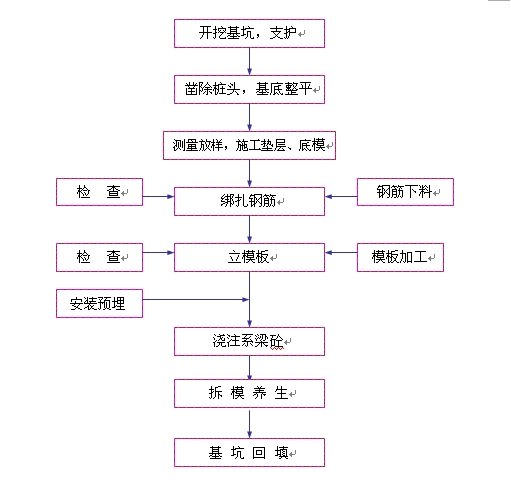 开挖基坑，支护
凿除桩头，基底整平
测量放样，施工垫层、底模
检 查
绑扎钢筋
钢筋下料
检 查
立模板
模板加工
安装预埋
浇注系梁砼
拆 模 养 生
基 坑 回 填